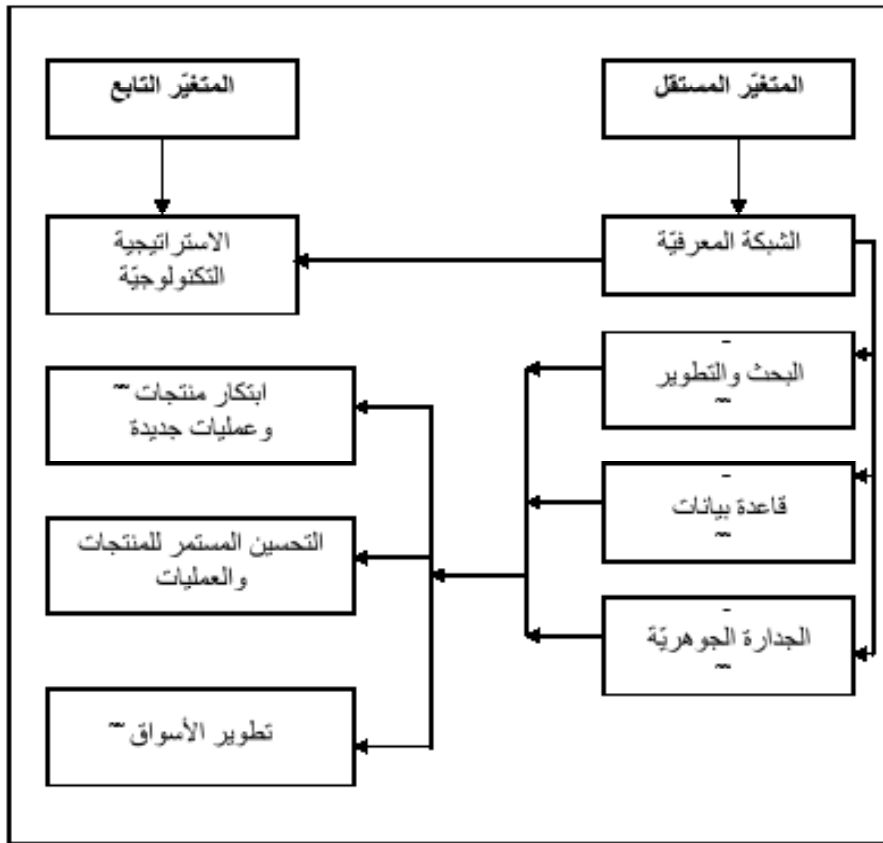 المتغيّر المستقل
المتغيّر التابع
الشبكة المعرفيّة
الاستراتيجية
التكنولوجيّة
البحث والتطوير
ابتكار منتجات
وعمليات جديدة
قاعدة بيانات
التحسين المستمر للمنتجات
والعمليات
الجدارة الجوهريّة
تطوير الأسواق